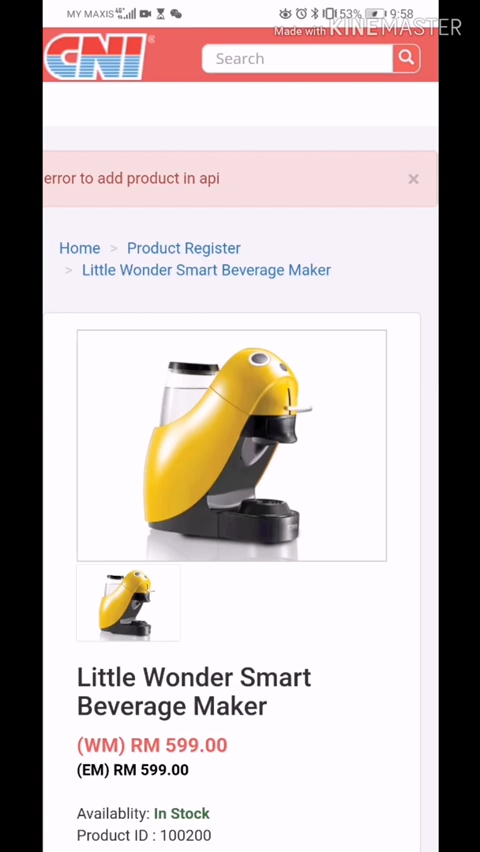 MY MAXIS 4G 53% 9:58
Made with KINEMASTER
CNI®
Search
error to add product in api ×
Home > Product Register
> Little Wonder Smart Beverage Maker
Little Wonder Smart
Beverage Maker
(WM) RM 599.00
(EM) RM 599.00
Availablity: In Stock
Product ID : 100200